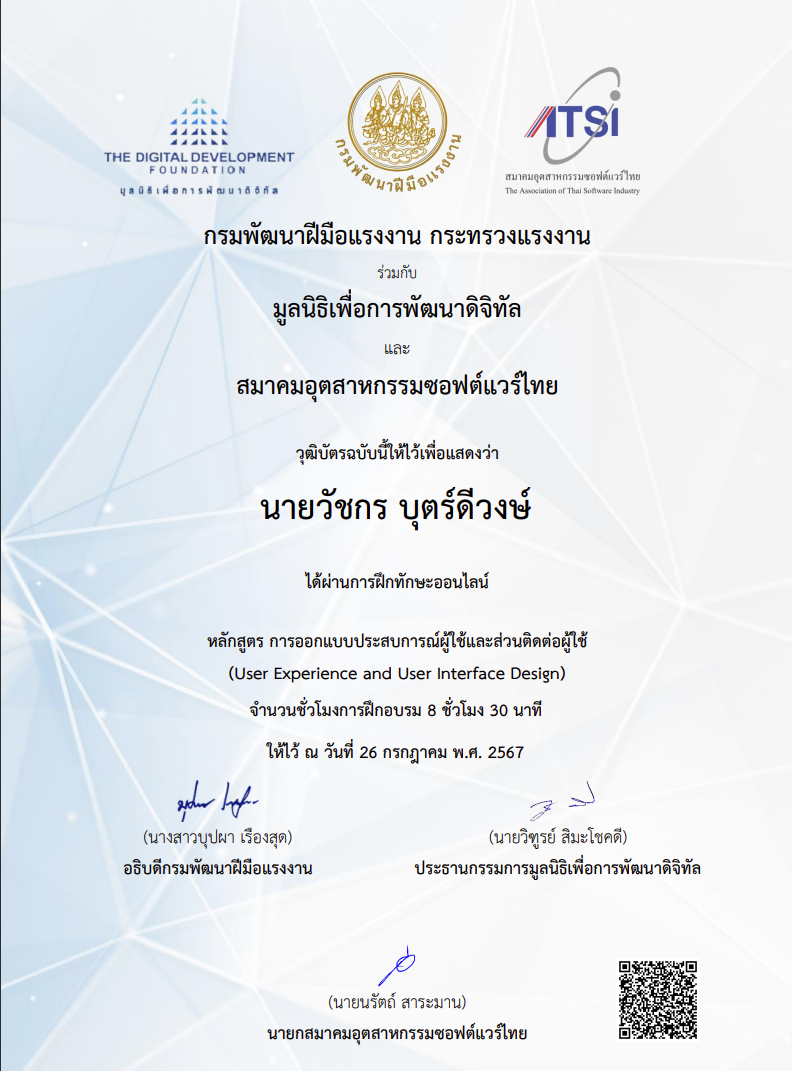 THE DIGITAL DEVELOPMENT
FOUNDATION
มูลนิธิเพื่อการพัฒนาดิจิทัล
กรมพัฒนาฝีมือแรงงาน
ATSI
สมาคมอุตสาหกรรมซอฟต์แวร์ไทย
The Association of Thai Software Industry
กรมพัฒนาฝีมือแรงงาน กระทรวงแรงงาน
ร่วมกับ
มูลนิธิเพื่อการพัฒนาดิจิทัล
และ
สมาคมอุตสาหกรรมซอฟต์แวร์ไทย
วุฒิบัตรฉบับนี้ให้ไว้เพื่อแสดงว่า
นายวัชกร บุตร์ดีวงษ์
ได้ผ่านการฝึกทักษะออนไลน์
หลักสูตร การออกแบบประสบการณ์ผู้ใช้และส่วนติดต่อผู้ใช้
(User Experience and User Interface Design)
จำนวนชั่วโมงการฝึกอบรม 8 ชั่วโมง 30 นาที
ให้ไว้ ณ วันที่ 26 กรกฎาคม พ.ศ. 2567
(นางสาวบุปผา เรืองสุด)
อธิบดีกรมพัฒนาฝีมือแรงงาน
(นายวิฑูรย์ สิมะโชคดี)
ประธานกรรมการมูลนิธิเพื่อการพัฒนาดิจิทัล
(นายนรัตถ์ สาระมาน)
นายกสมาคมอุตสาหกรรมซอฟต์แวร์ไทย